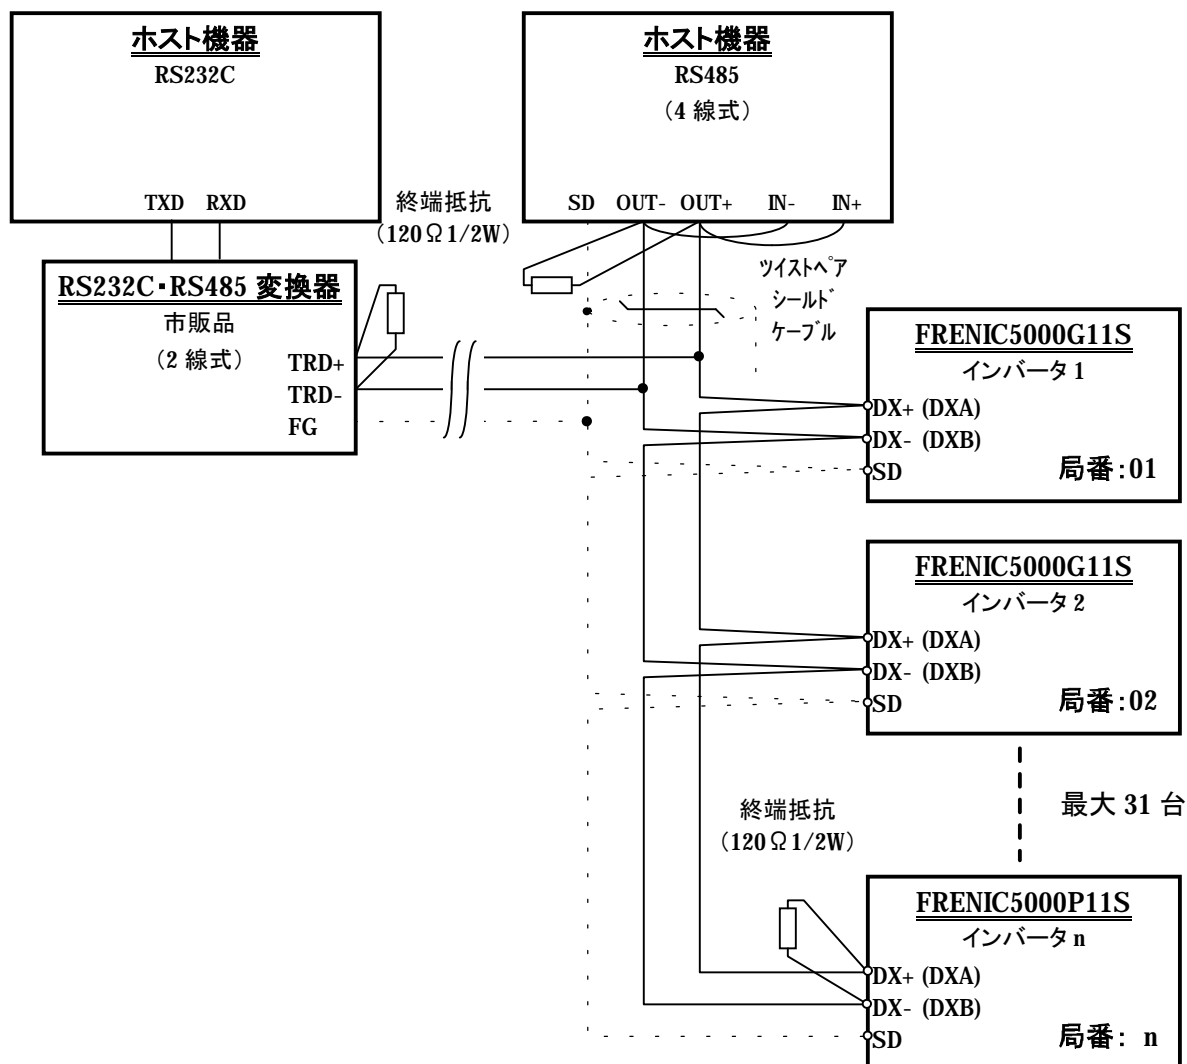 ホスト機器
RS232C
TXD RXD
ホスト機器
RS485
（4 線式）
SD OUT- OUT+ IN- IN+
終端抵抗
（120Ω1/2W）
RS232C･RS485 変換器
市販品
（2 線式）
TRD+
TRD-
FG
ﾂｲｽﾄﾍﾟｱ
ｼｰﾙﾄﾞ
ｹｰﾌﾞﾙ
FRENIC5000G11S
インバータ 1
DX+ (DXA)
DX- (DXB)
SD
局番：01
FRENIC5000G11S
インバータ 2
DX+ (DXA)
DX- (DXB)
SD
局番：02
最大 31 台
終端抵抗
（120Ω1/2W）
FRENIC5000P11S
インバータ n
DX+ (DXA)
DX- (DXB)
SD
局番： n